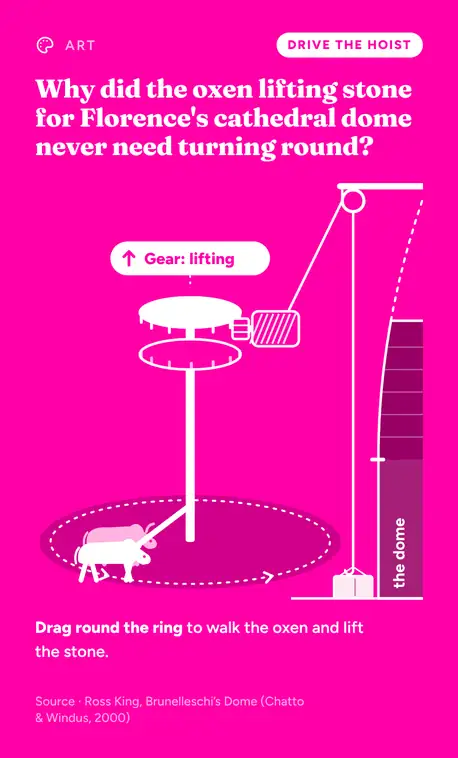 ART
DRIVE THE HOIST
Why did the oxen lifting stone
for Florence's cathedral dome
never need turning round?
↑ Gear: lifting
the dome
Drag round the ring to walk the oxen and lift
the stone.
Source · Ross King, Brunelleschi's Dome (Chatto
& Windus, 2000)